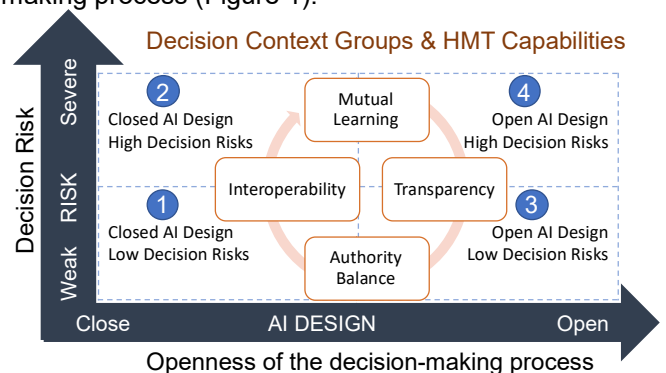 making process (Figure 1).
Decision Context Groups & HMT Capabilities
Decision Risk
Severe
RISK
Weak
2
Closed AI Design
High Decision Risks
Mutual
Learning
4
Open AI Design
High Decision Risks
Interoperability
Transparency
1
Closed AI Design
Low Decision Risks
Authority
Balance
3
Open AI Design
Low Decision Risks
Close
AI DESIGN
Open
Openness of the decision-making process